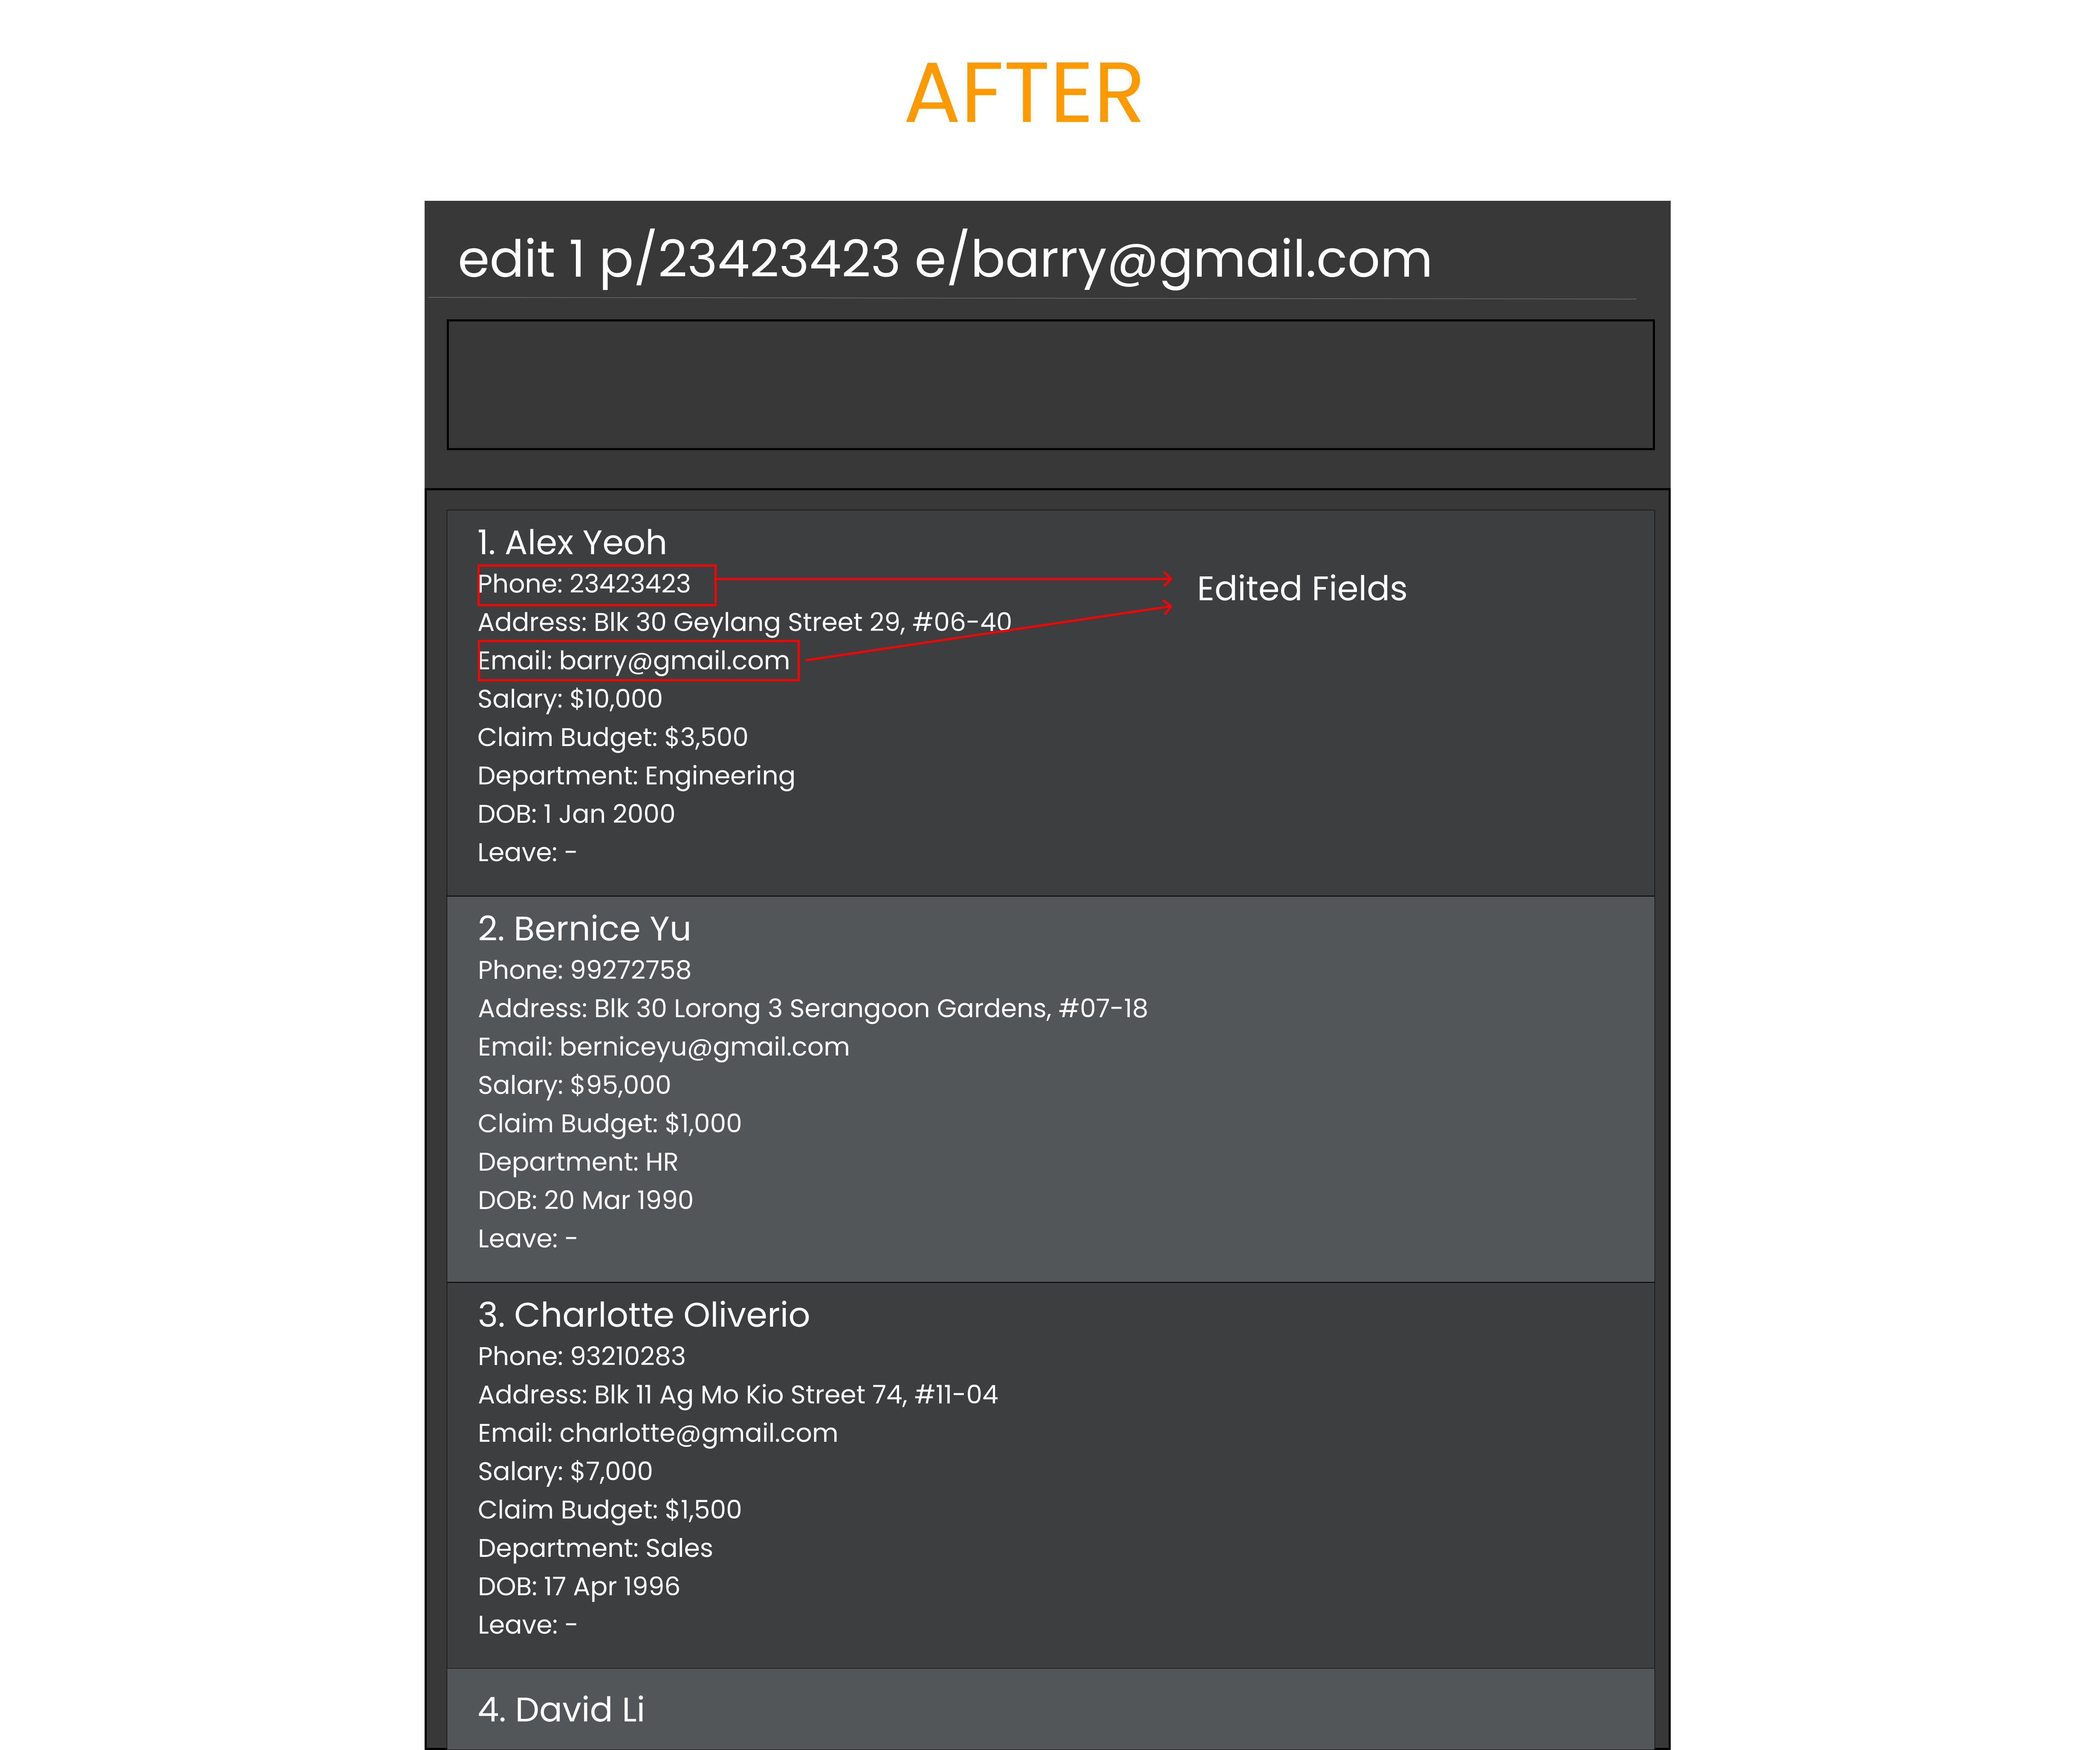 AFTER
edit 1 p/23423423 e/barry@gmail.com
1. Alex Yeoh
Phone: 23423423
Edited Fields
Address: Blk 30 Geylang Street 29, #06-40
Email: barry@gmail.com
Salary: $10,000
Claim Budget: $3,500
Department: Engineering
DOB: 1 Jan 2000
Leave: -
2. Bernice Yu
Phone: 99272758
Address: Blk 30 Lorong 3 Serangoon Gardens, #07-18
Email: berniceyu@gmail.com
Salary: $95,000
Claim Budget: $1,000
Department: HR
DOB: 20 Mar 1990
Leave: -
3. Charlotte Oliverio
Phone: 93210283
Address: Blk 11 Ag Mo Kio Street 74, #11-04
Email: charlotte@gmail.com
Salary: $7,000
Claim Budget: $1,500
Department: Sales
DOB: 17 Apr 1996
Leave: -
4. David Li